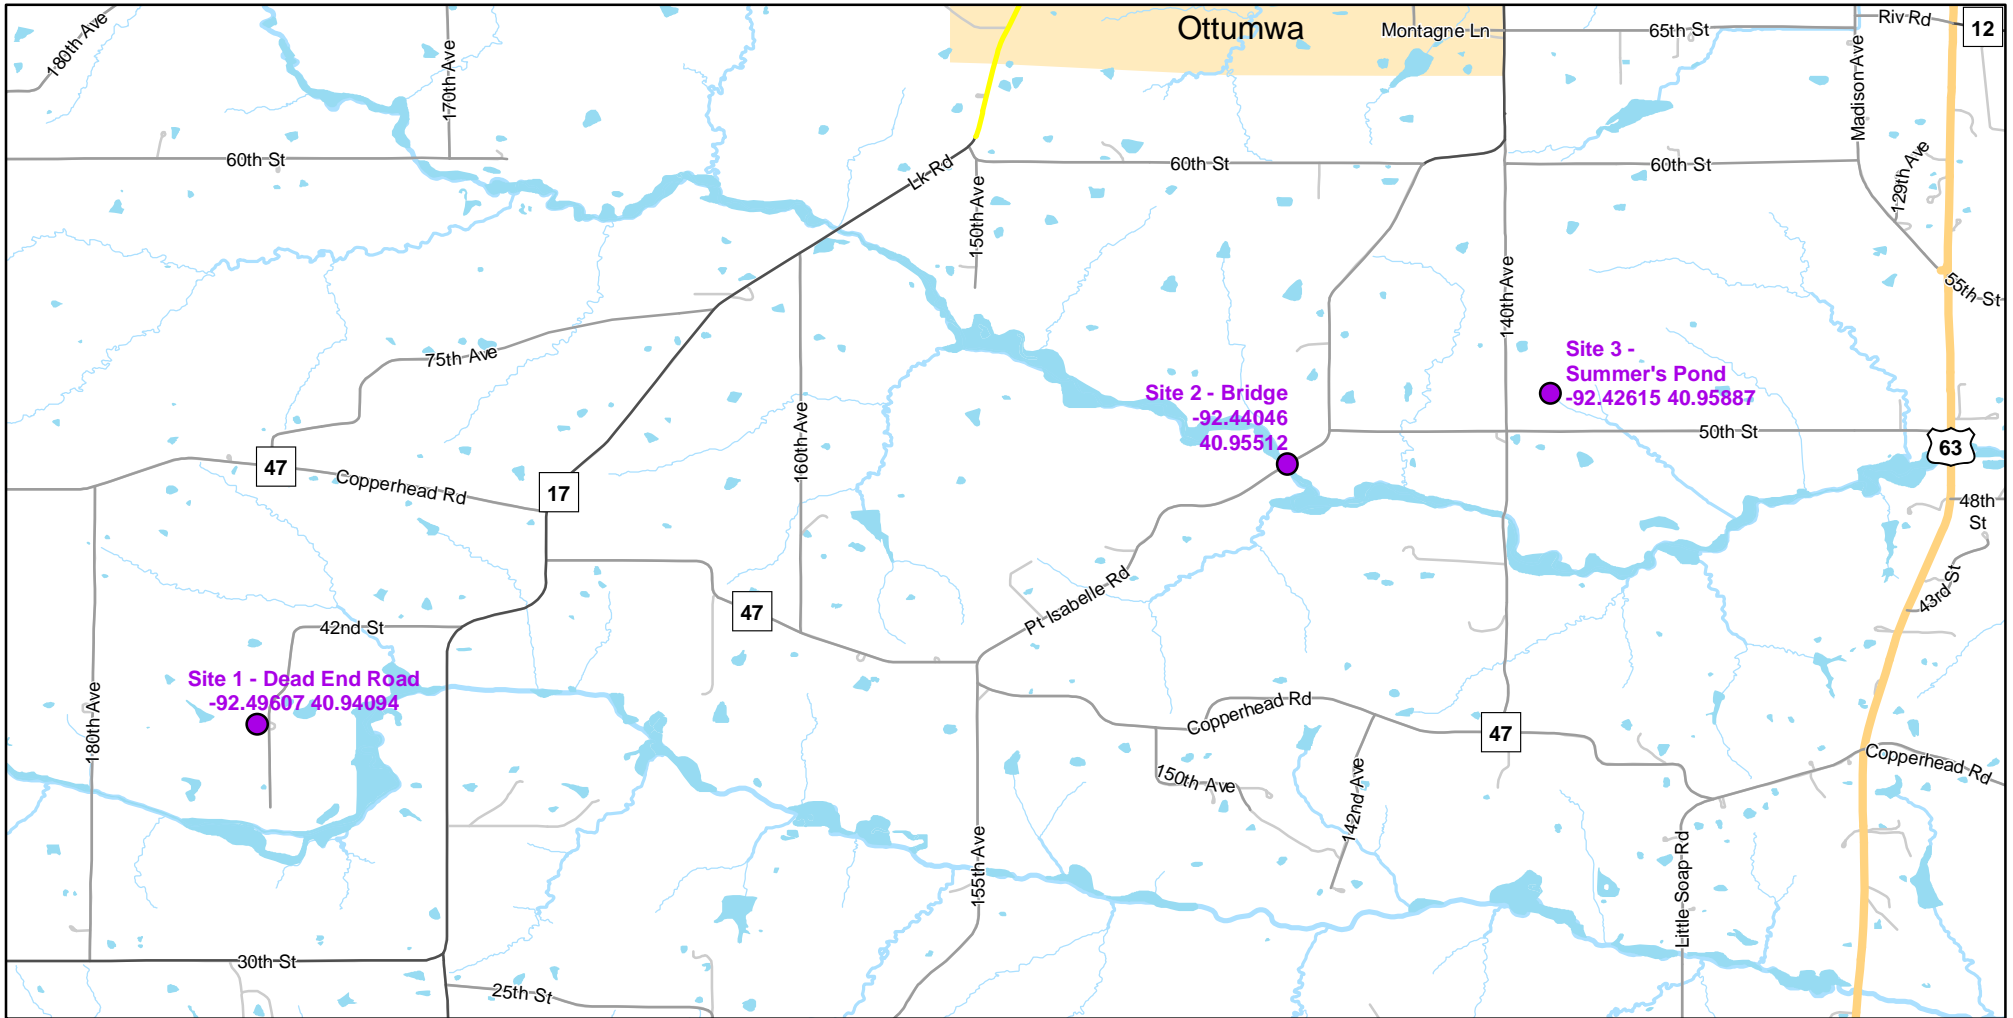 180th Ave
170th Ave
Ottumwa
Montagne Ln
65th St
Riv Rd
12
Madison Ave
60th St
Lk Rd
60th St
60th St
129th Ave
150th Ave
55th St
140th Ave
75th Ave
Site 3 -
Summer's Pond
-92.42615 40.95887
Site 2 - Bridge
-92.44046
40.95512
160th Ave
50th St
63
47
Copperhead Rd
17
48th
St
43rd St
Pt Isabelle Rd
47
42nd St
Site 1 - Dead End Road
-92.49607 40.94094
180th Ave
Copperhead Rd
47
Copperhead Rd
150th Ave
142nd Ave
155th Ave
Little Soap Rd
30th St
25th St